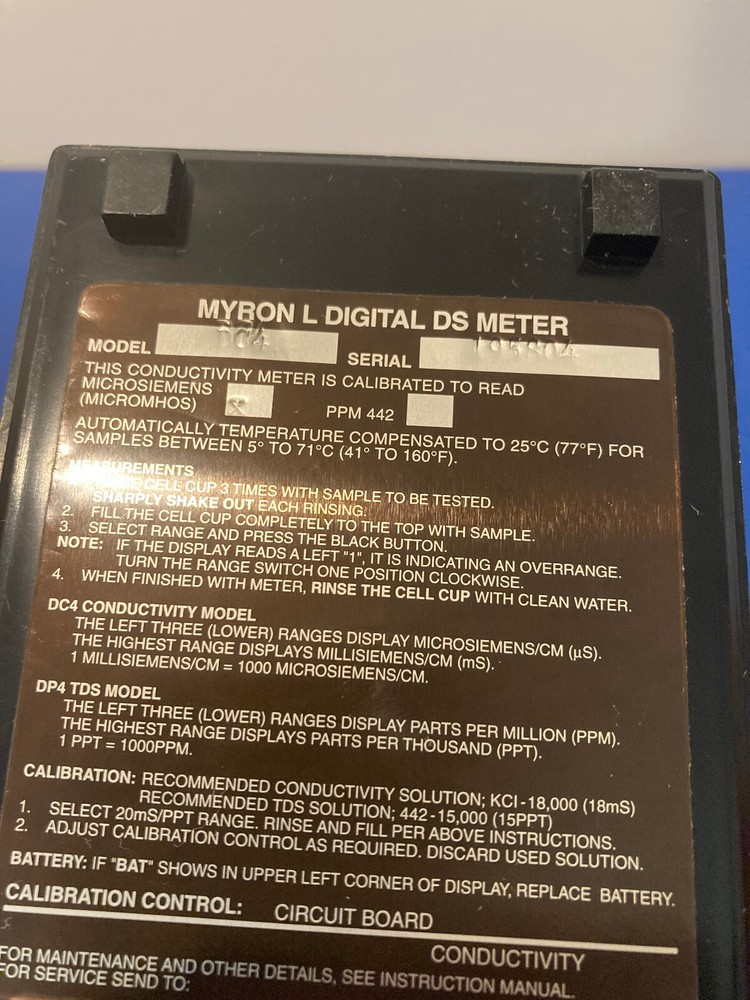 MYRON L DIGITAL DS METER
MODEL DC4 SERIAL
THIS CONDUCTIVITY METER IS CALIBRATED TO READ
MICROSIEMENS
(MICROMHOS) X PPM 442
AUTOMATICALLY TEMPERATURE COMPENSATED TO 25°C (77°F) FOR
SAMPLES BETWEEN 5° TO 71°C (41° TO 160°F).
MEASUREMENTS
CELL CUP 3 TIMES WITH SAMPLE TO BE TESTED.
SHARPLY SHAKE OUT EACH RINSING.
2. FILL THE CELL CUP COMPLETELY TO THE TOP WITH SAMPLE.
3. SELECT RANGE AND PRESS THE BLACK BUTTON.
NOTE: IF THE DISPLAY READS A LEFT "1", IT IS INDICATING AN OVERRANGE.
TURN THE RANGE SWITCH ONE POSITION CLOCKWISE.
4. WHEN FINISHED WITH METER, RINSE THE CELL CUP WITH CLEAN WATER.
DC4 CONDUCTIVITY MODEL
THE LEFT THREE (LOWER) RANGES DISPLAY MICROSIEMENS/CM (µS).
THE HIGHEST RANGE DISPLAYS MILLISIEMENS/CM (mS).
1 MILLISIEMENS/CM = 1000 MICROSIEMENS/CM.
DP4 TDS MODEL
THE LEFT THREE (LOWER) RANGES DISPLAY PARTS PER MILLION (PPM).
THE HIGHEST RANGE DISPLAYS PARTS PER THOUSAND (PPT).
1 PPT = 1000PPM.
CALIBRATION: RECOMMENDED CONDUCTIVITY SOLUTION; KCI-18,000 (18mS)
RECOMMENDED TDS SOLUTION; 442-15,000 (15PPT)
1. SELECT 20mS/PPT RANGE. RINSE AND FILL PER ABOVE INSTRUCTIONS.
2. ADJUST CALIBRATION CONTROL AS REQUIRED. DISCARD USED SOLUTION.
BATTERY: IF "BAT" SHOWS IN UPPER LEFT CORNER OF DISPLAY, REPLACE BATTERY.
CALIBRATION CONTROL: CIRCUIT BOARD
CONDUCTIVITY
FOR MAINTENANCE AND OTHER DETAILS, SEE INSTRUCTION MANUAL.
FOR SERVICE SEND TO: